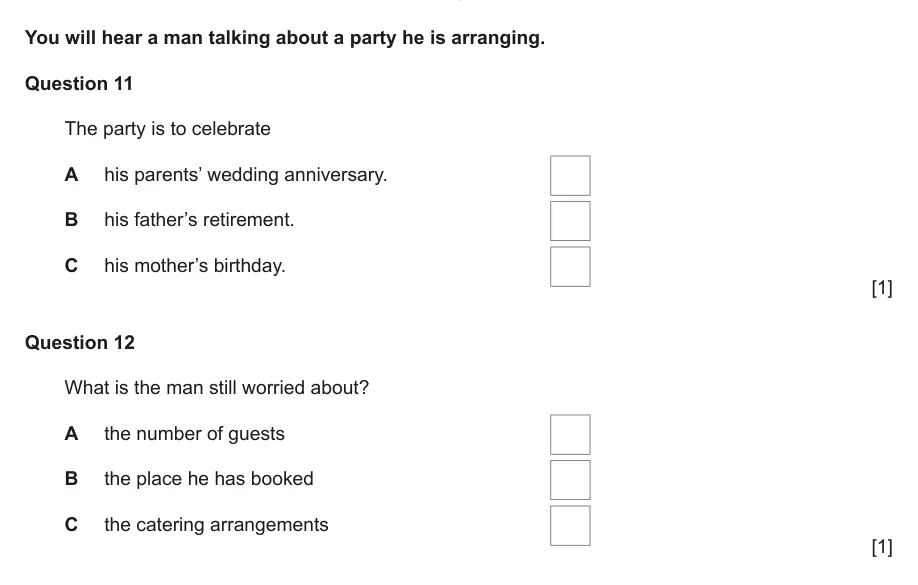 You will hear a man talking about a party he is arranging.
Question 11
The party is to celebrate
A his parents’ wedding anniversary.
B his father’s retirement.
C his mother’s birthday.
[1]
Question 12
What is the man still worried about?
A the number of guests
B the place he has booked
C the catering arrangements
[1]